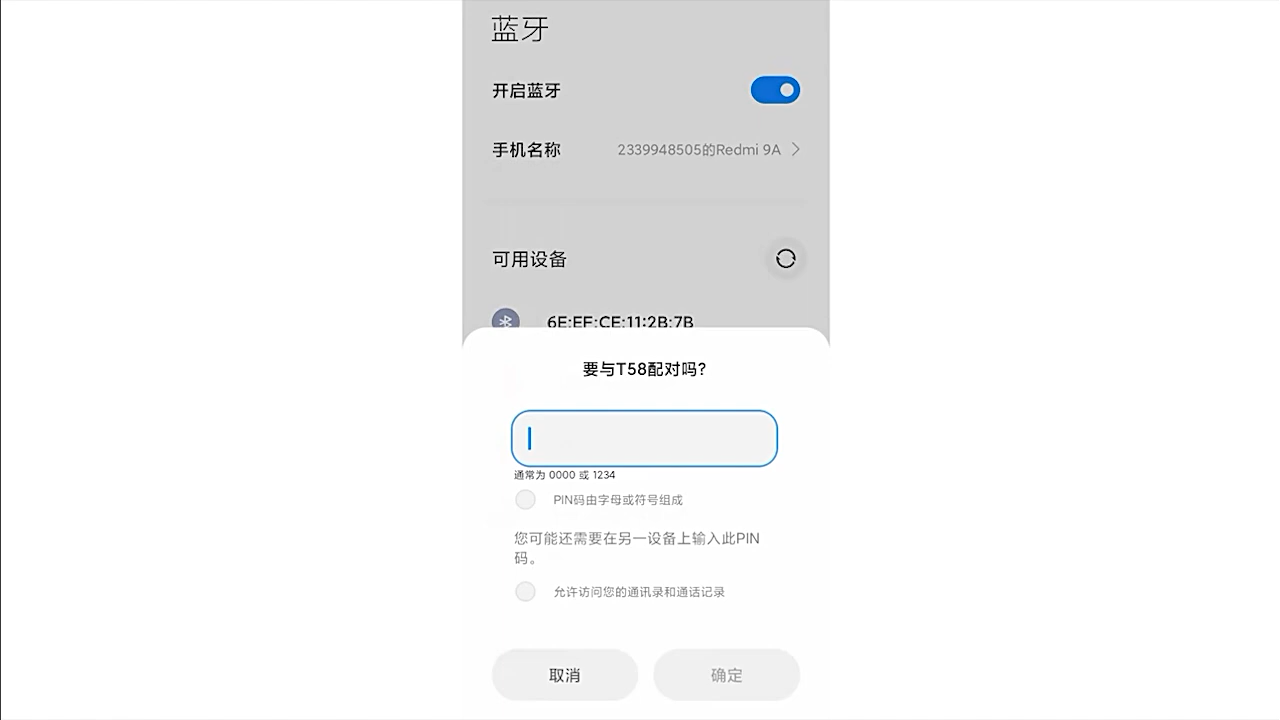 蓝牙
开启蓝牙
手机名称 2339948505的Redmi 9A
可用设备
6E:EE:CE:11:2B:7B
要与T58配对吗?
通常为 0000 或 1234
PIN码由字母或符号组成
您可能还需要在另一设备上输入此PIN
码。
允许访问您的通讯录和通话记录
取消 确定